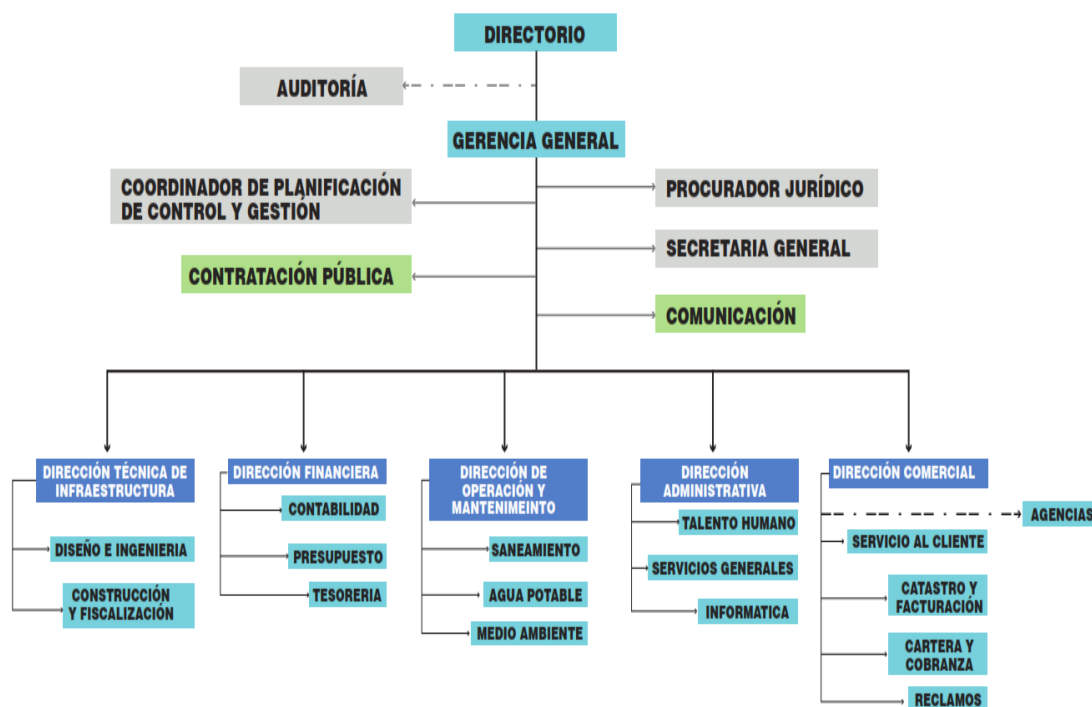 DIRECTORIO
AUDITORÍA
GERENCIA GENERAL
COORDINADOR DE PLANIFICACIÓN
DE CONTROL Y GESTIÓN
PROCURADOR JURÍDICO
SECRETARIA GENERAL
CONTRATACIÓN PÚBLICA
COMUNICACIÓN
DIRECCIÓN TÉCNICA DE
INFRAESTRUCTURA
DISEÑO E INGENIERIA
CONSTRUCCIÓN
Y FISCALIZACIÓN
DIRECCIÓN FINANCIERA
CONTABILIDAD
PRESUPUESTO
TESORERIA
DIRECCIÓN DE
OPERACIÓN Y
MANTENIMEINTO
SANEAMIENTO
AGUA POTABLE
MEDIO AMBIENTE
DIRECCIÓN
ADMINISTRATIVA
TALENTO HUMANO
SERVICIOS GENERALES
INFORMATICA
DIRECCIÓN COMERCIAL
AGENCIAS
SERVICIO AL CLIENTE
CATASTRO Y
FACTURACIÓN
CARTERA Y
COBRANZA
RECLAMOS